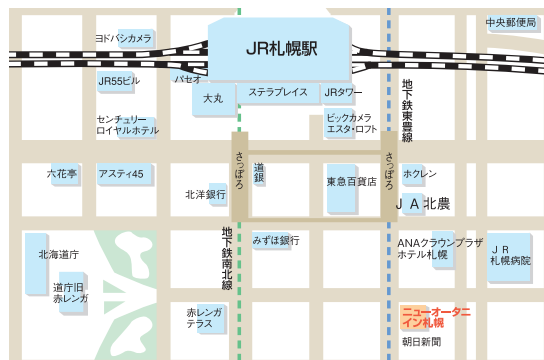 中央郵便局
ヨドバシカメラ
JR札幌駅
JR55ビル
パセオ
大丸
ステラプレイス
JRタワー
地下鉄東豊線
センチュリー
ロイヤルホテル
ビックカメラ
エスタ・ロフト
さっぽろ
さっぽろ
六花亭
アスティ45
道銀
東急百貨店
ホクレン
北洋銀行
JA北農
地下鉄南北線
みずほ銀行
ANAクラウンプラザ
ホテル札幌
JR
札幌病院
北海道庁
道庁旧
赤レンガ
赤レンガ
テラス
ニューオータニ
イン札幌
朝日新聞